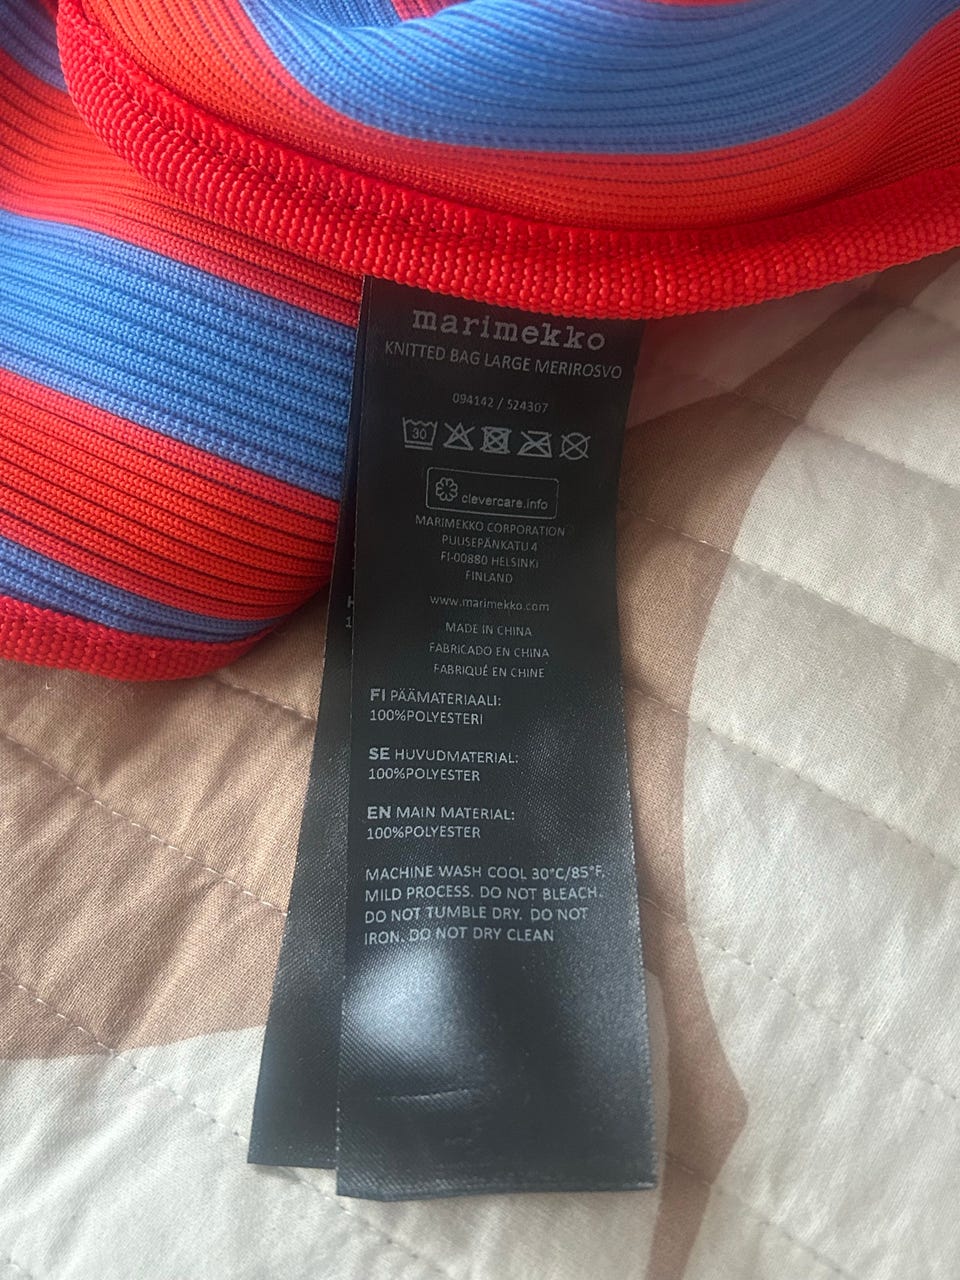 marimekko
KNITTED BAG LARGE MERIROSVO
094142 / 524307
30
clevercare.info
MARIMEKKO CORPORATION
PUUSEPÄNKATU 4
FI-00880 HELSINKI
FINLAND
www.marimekko.com
MADE IN CHINA
FABRICADO EN CHINA
FABRIQUÉ EN CHINE
FI PÄÄMATERIAALI:
100%POLYESTERI
SE HUVUDMATERIAL:
100%POLYESTER
EN MAIN MATERIAL:
100%POLYESTER
MACHINE WASH COOL 30°C/85°F,
MILD PROCESS. DO NOT BLEACH.
DO NOT TUMBLE DRY. DO NOT
IRON. DO NOT DRY CLEAN